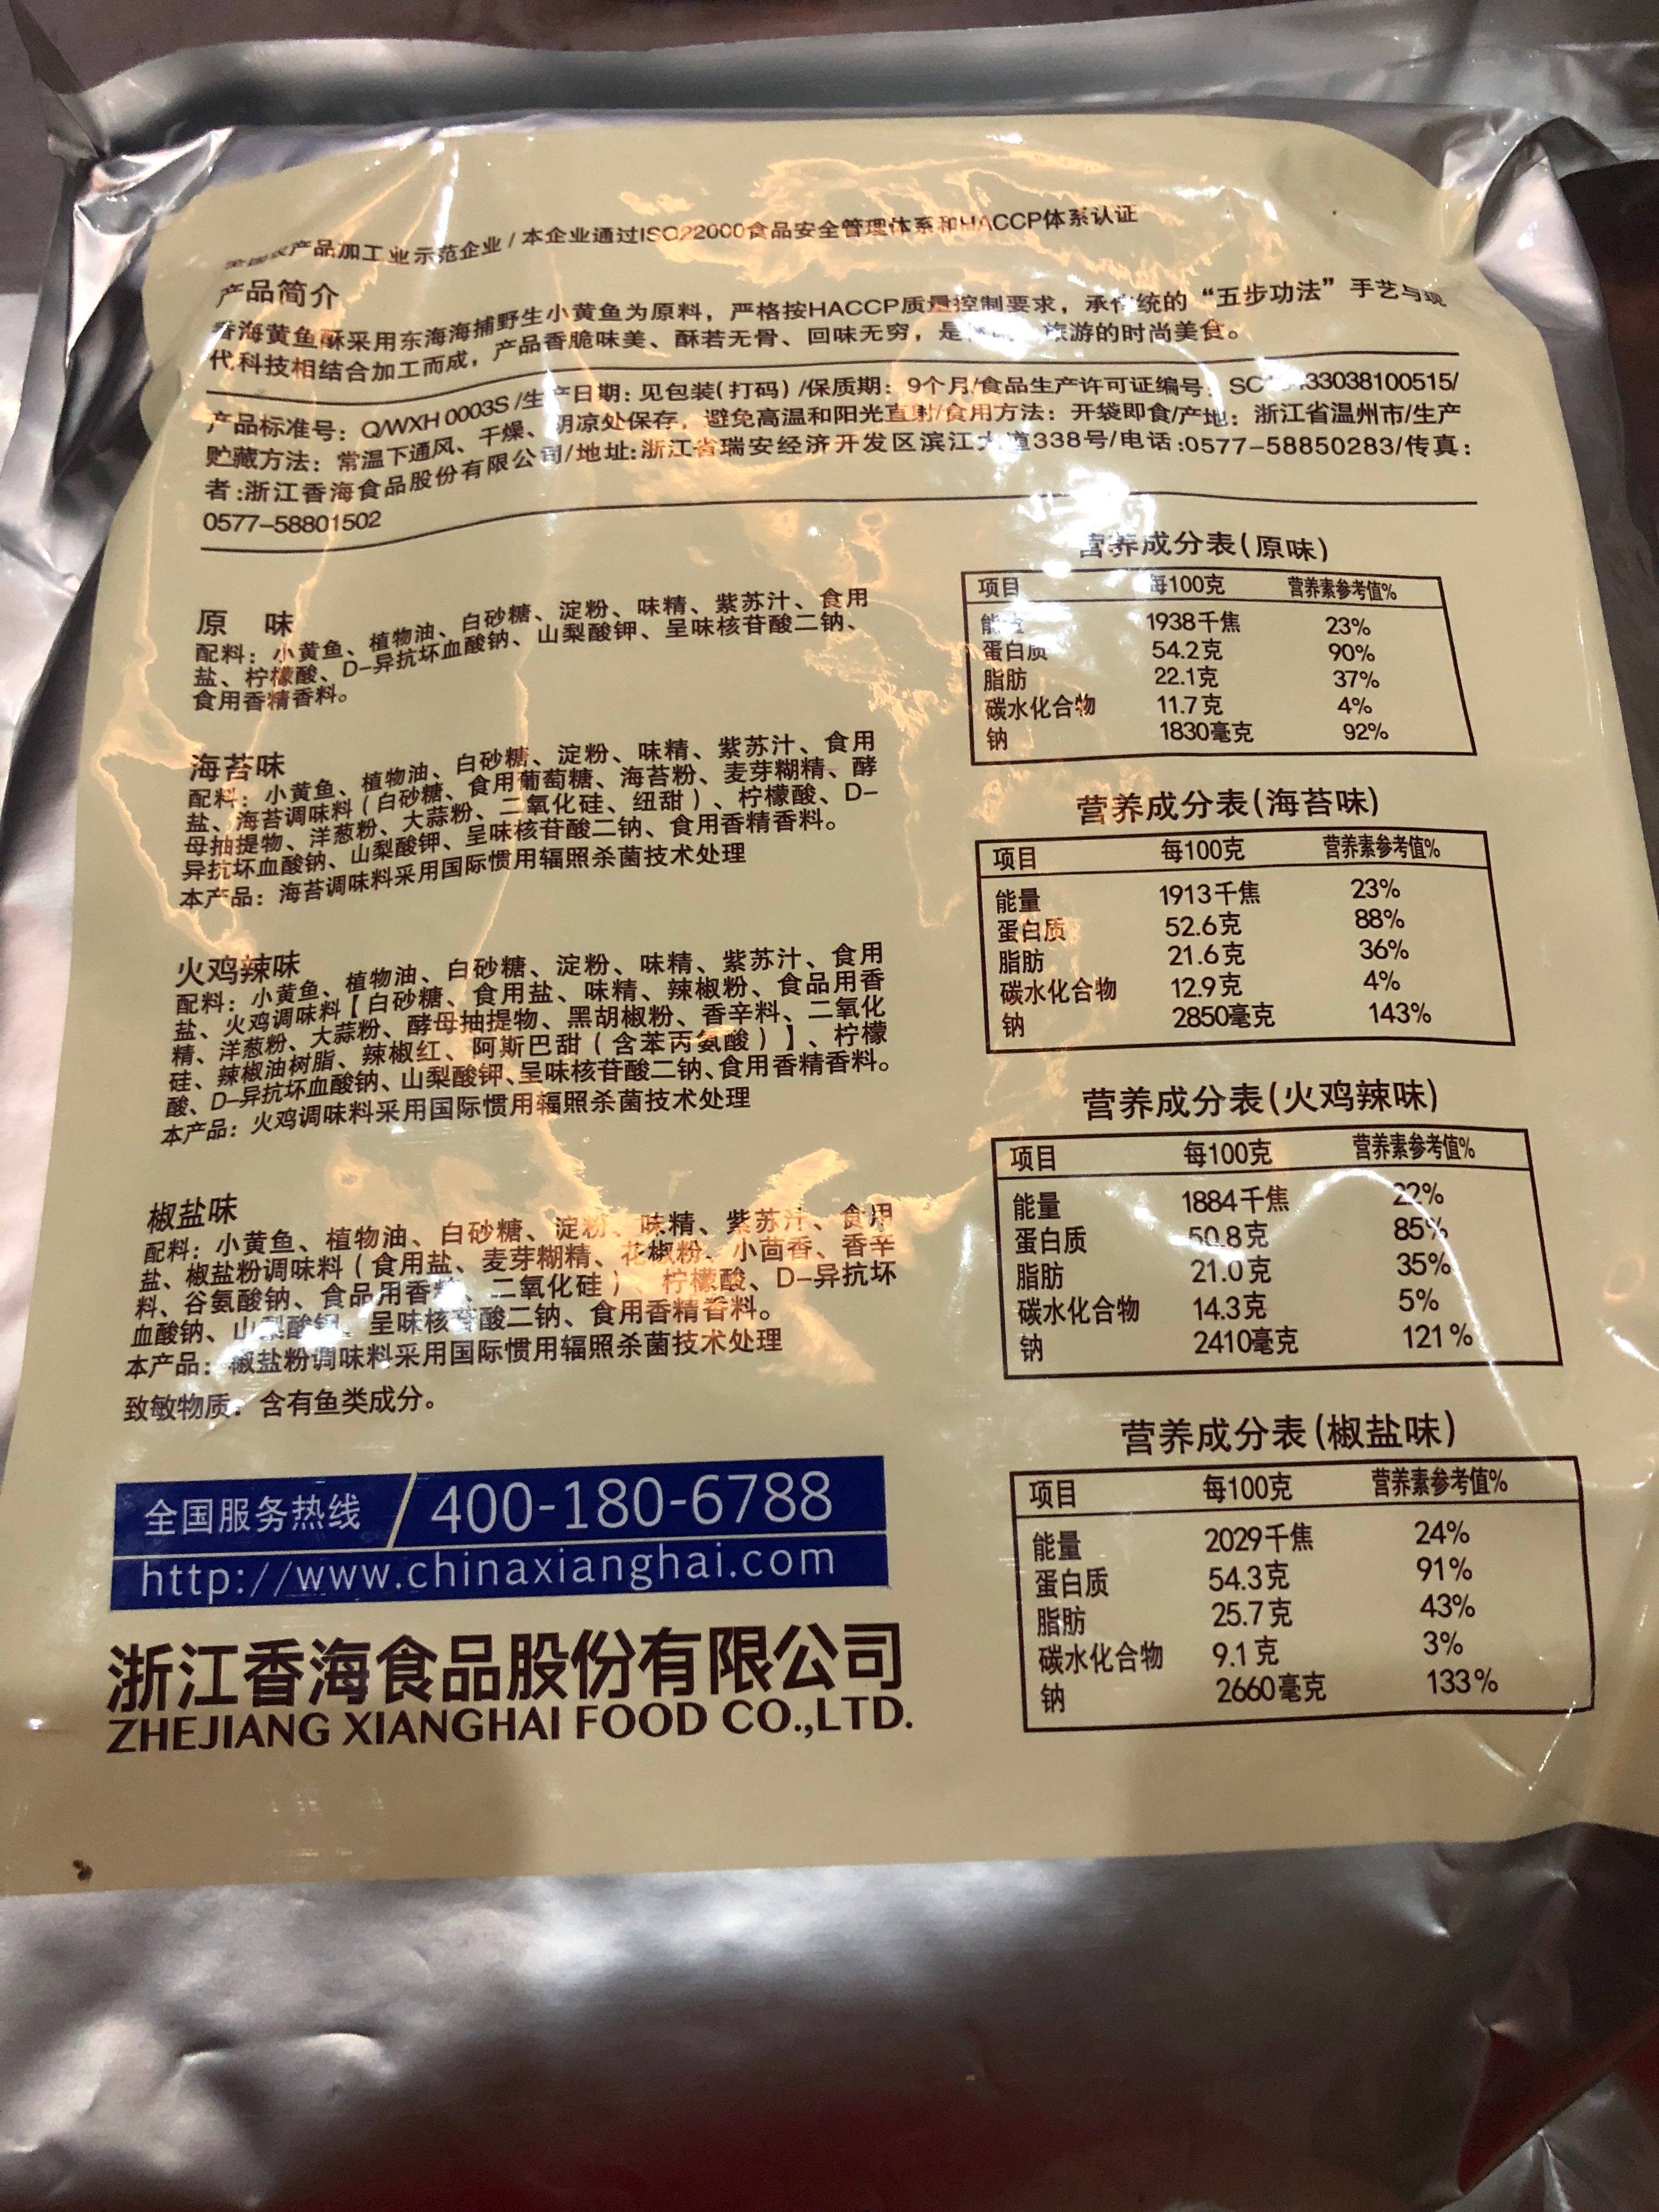 产品加工业示范企业/本企业通过ISO22000食品安全管理体系和HACCP体系认证
产品简介
香海黄鱼酥采用东海海捕野生小黄鱼为原料，严格按HACCP质量控制要求，承传统的“五步功法”手艺与现
代科技相结合加工而成，产品香脆味美、酥若无骨、回味无穷，是 旅游的时尚美食。
产品标准号：Q/WXH 0003S/生产日期：见包装(打码)/保质期：9个月/食品生产许可证编号：
贮藏方法：常温下通风、干燥、阴凉处保存，避免高温和阳光直射/食用方法：开袋即食/产地：浙江省温州市/生产
者:浙江香海食品股份有限公司/地址:浙江省瑞安经济开发区滨江大道338号/电话:0577-58850283/传真：
0577-58801502
原 味
配料：小黄鱼、植物油、白砂糖、淀粉、味精、紫苏汁、食用
盐、柠檬酸、D-异抗坏血酸钠、山梨酸钾、呈味核苷酸二钠、
食用香精香料。
海苔味
配料：小黄鱼、植物油、白砂糖、淀粉、味精、紫苏汁、食用
盐、海苔调味料（白砂糖、食用葡萄糖、海苔粉、麦芽糊精、酵
母抽提物、洋葱粉、大蒜粉、二氧化硅、纽甜）、柠檬酸、D-
异抗坏血酸钠、山梨酸钾、呈味核苷酸二钠、食用香精香料。
本产品：海苔调味料采用国际惯用辐照杀菌技术处理
火鸡辣味
配料：小黄鱼、植物油、白砂糖、淀粉、味精、紫苏汁、食用
盐、火鸡调味料【白砂糖、食用盐、味精、辣椒粉、食品用香
精、洋葱粉、大蒜粉、酵母抽提物、黑胡椒粉、香辛料、二氧化
硅、辣椒油树脂、辣椒红、阿斯巴甜（含苯丙氨酸）】、柠檬
酸、D-异抗坏血酸钠、山梨酸钾、呈味核苷酸二钠、食用香精香料。
本产品：火鸡调味料采用国际惯用辐照杀菌技术处理
椒盐味
配料：小黄鱼、植物油、白砂糖、淀粉、味精、紫苏汁、食用
盐、椒盐粉调味料（食用盐、麦芽糊精、花椒粉、小茴香、香辛
料、谷氨酸钠、食品用香料、二氧化硅）、柠檬酸、D-异抗坏
血酸钠、山梨酸钾、呈味核苷酸二钠、食用香精香料。
本产品：椒盐粉调味料采用国际惯用辐照杀菌技术处理
致敏物质：含有鱼类成分。
全国服务热线/400-180-6788
http://www.chinaxianghai.com
浙江香海食品股份有限公司
ZHEJIANG XIANGHAI FOOD CO.,LTD.
营养成分表(原味)
项目 每100克 营养素参考值%
能量 1938千焦 23%
蛋白质 54.2克 90%
脂肪 22.1克 37%
碳水化合物 11.7克 4%
钠 1830毫克 92%
营养成分表(海苔味)
项目 每100克 营养素参考值%
能量 1913千焦 23%
蛋白质 52.6克 88%
脂肪 21.6克 36%
碳水化合物 12.9克 4%
钠 2850毫克 143%
营养成分表(火鸡辣味)
项目 每100克 营养素参考值%
能量 1884千焦 22%
蛋白质 50.8克 85%
脂肪 21.0克 35%
碳水化合物 14.3克 5%
钠 2410毫克 121%
营养成分表(椒盐味)
项目 每100克 营养素参考值%
能量 2029千焦 24%
蛋白质 54.3克 91%
脂肪 25.7克 43%
碳水化合物 9.1克 3%
钠 2660毫克 133%